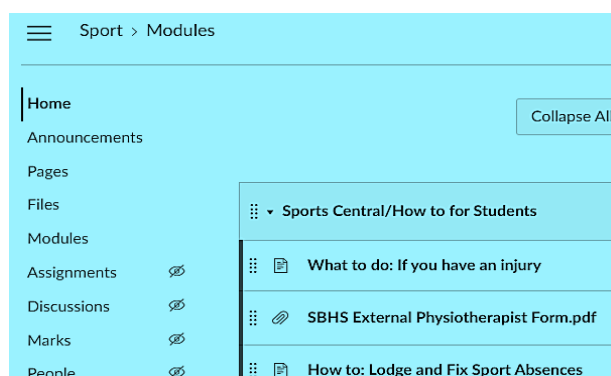 Sport > Modules
Home
Announcements
Pages
Files
Modules
Assignments
Discussions
Marks
People
Collapse All
Sports Central/How to for Students
What to do: If you have an injury
SBHS External Physiotherapist Form.pdf
How to: Lodge and Fix Sport Absences